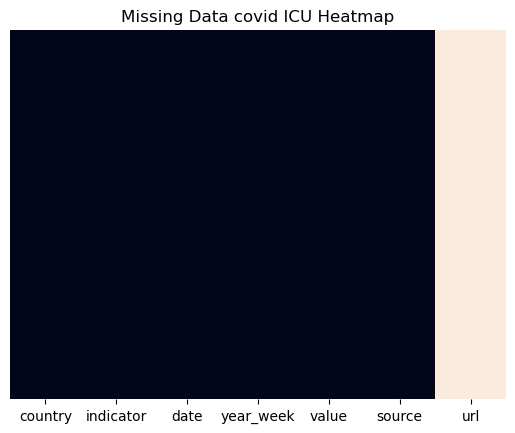 Missing Data covid ICU Heatmap
country indicator date year_week value source url